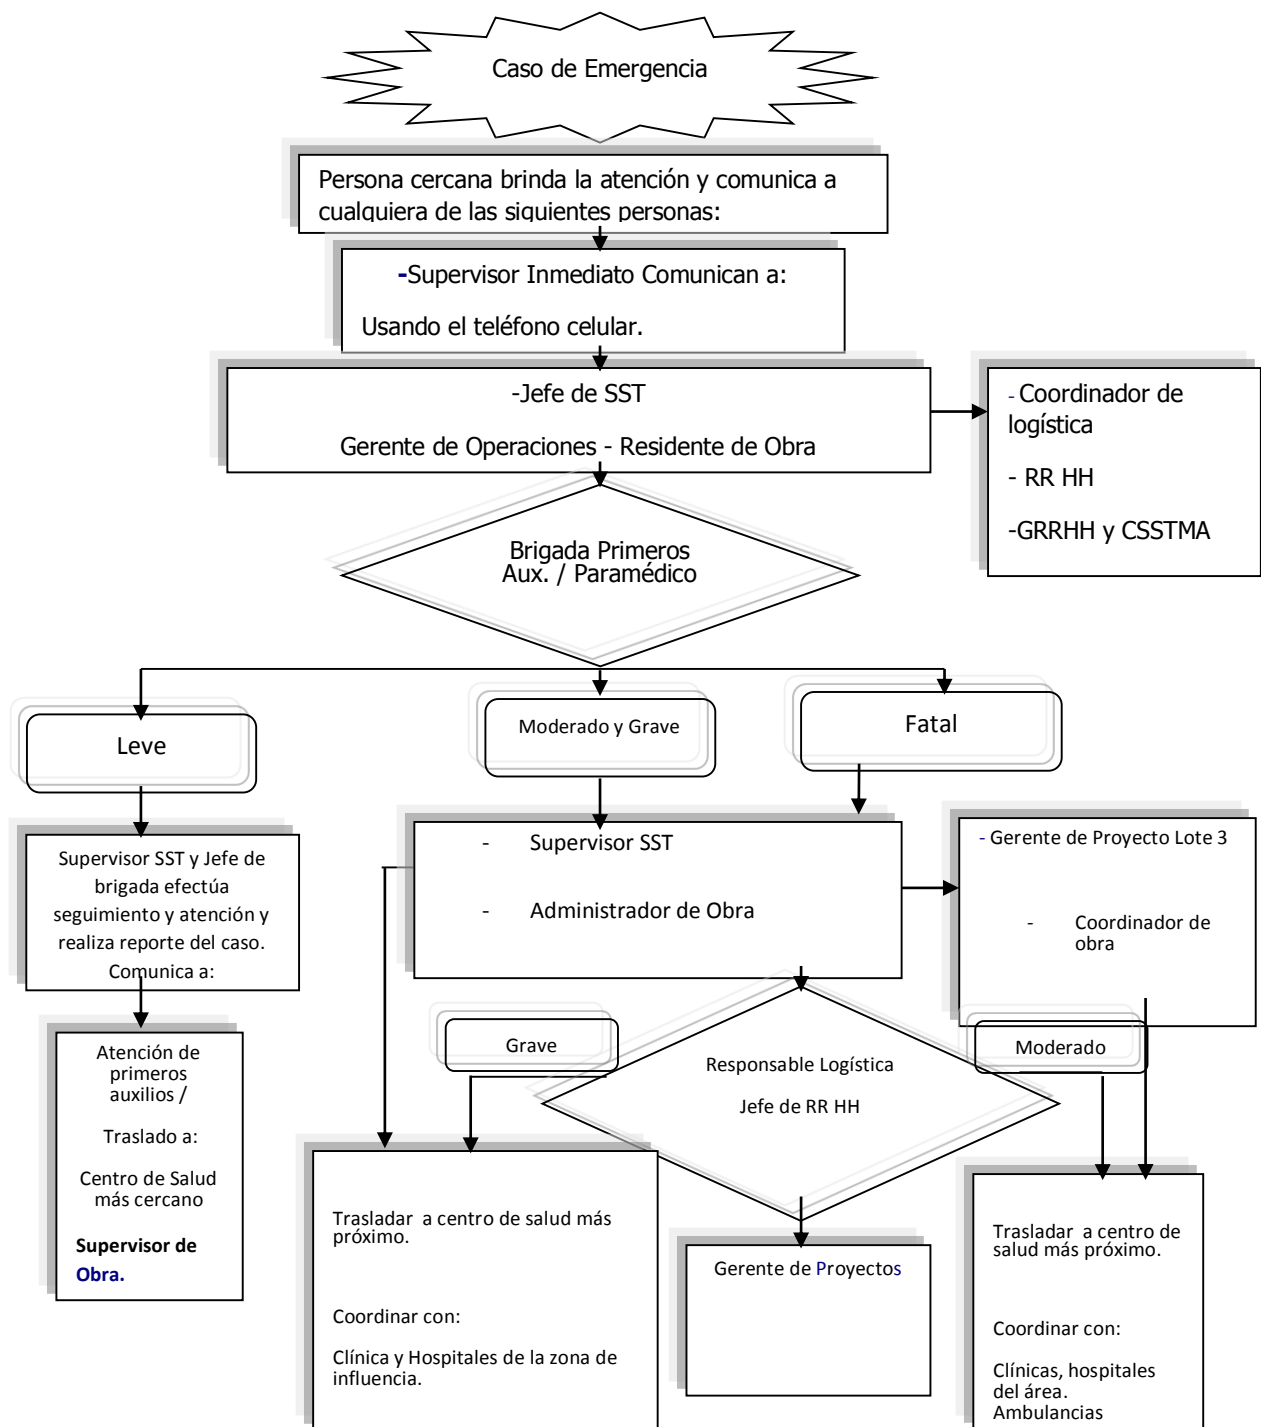 Caso de Emergencia
Persona cercana brinda la atención y comunica a
cualquiera de las siguientes personas:
-Supervisor Inmediato Comunican a:
Usando el teléfono celular.
-Jefe de SST
Gerente de Operaciones - Residente de Obra
- Coordinador de
logística
- RR HH
-GRRHH y CSSTMA
Brigada Primeros
Aux. / Paramédico
Leve
Moderado y Grave
Fatal
Supervisor SST y Jefe de
brigada efectúa
seguimiento y atención y
realiza reporte del caso.
Comunica a:
- Supervisor SST
- Administrador de Obra
- Gerente de Proyecto Lote 3
- Coordinador de
obra
Atención de
primeros
auxilios /
Traslado a:
Centro de Salud
más cercano
Supervisor de
Obra.
Grave
Responsable Logística
Jefe de RR HH
Moderado
Trasladar a centro de salud más
próximo.
Coordinar con:
Clínica y Hospitales de la zona de
influencia.
Gerente de Proyectos
Trasladar a centro de
salud más próximo.
Coordinar con:
Clínicas, hospitales
del área.
Ambulancias